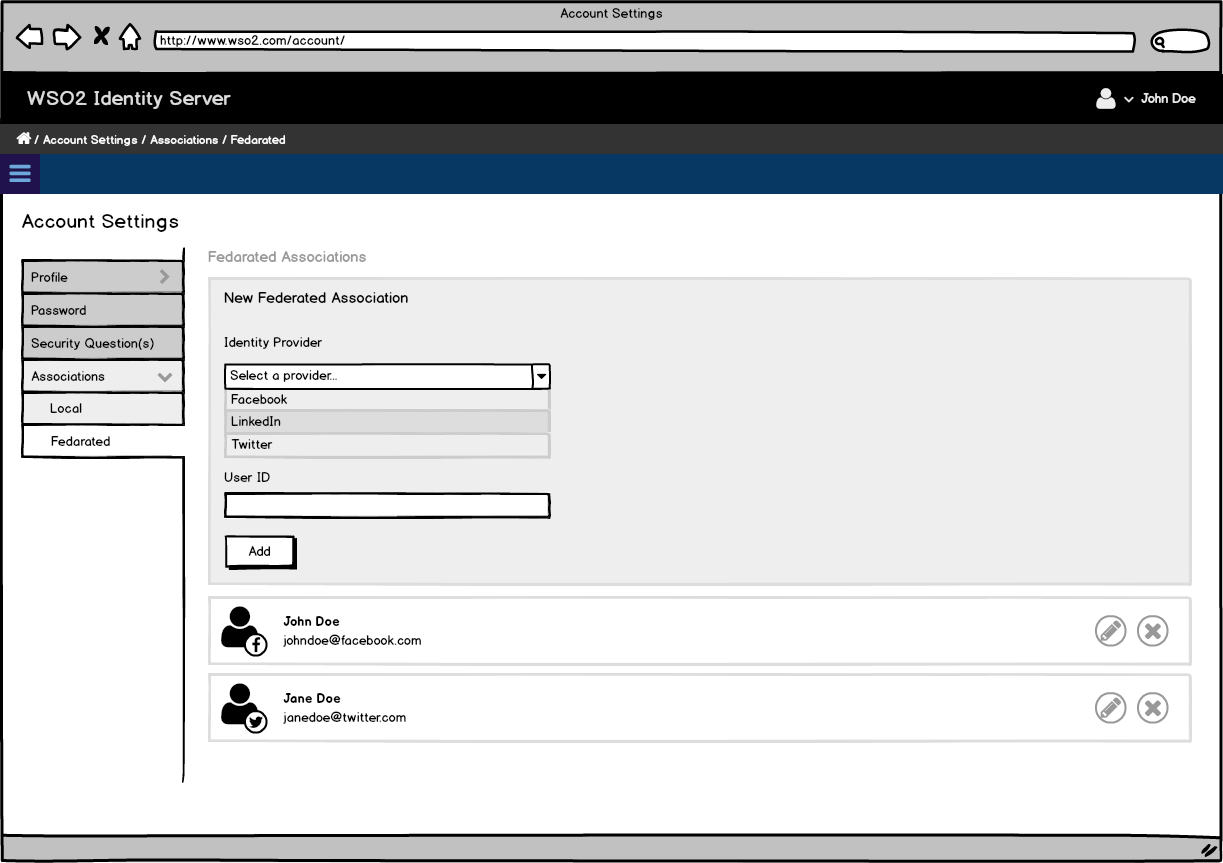 Account Settings
http://www.wso2.com/account/
WSO2 Identity Server
John Doe
/ Account Settings / Associations / Fedarated
Account Settings
Profile
Password
Security Question(s)
Associations
Local
Fedarated
Fedarated Associations
New Federated Association
Identity Provider
Select a provider...
Facebook
LinkedIn
Twitter
User ID
Add
John Doe
johndoe@facebook.com
Jane Doe
janedoe@twitter.com